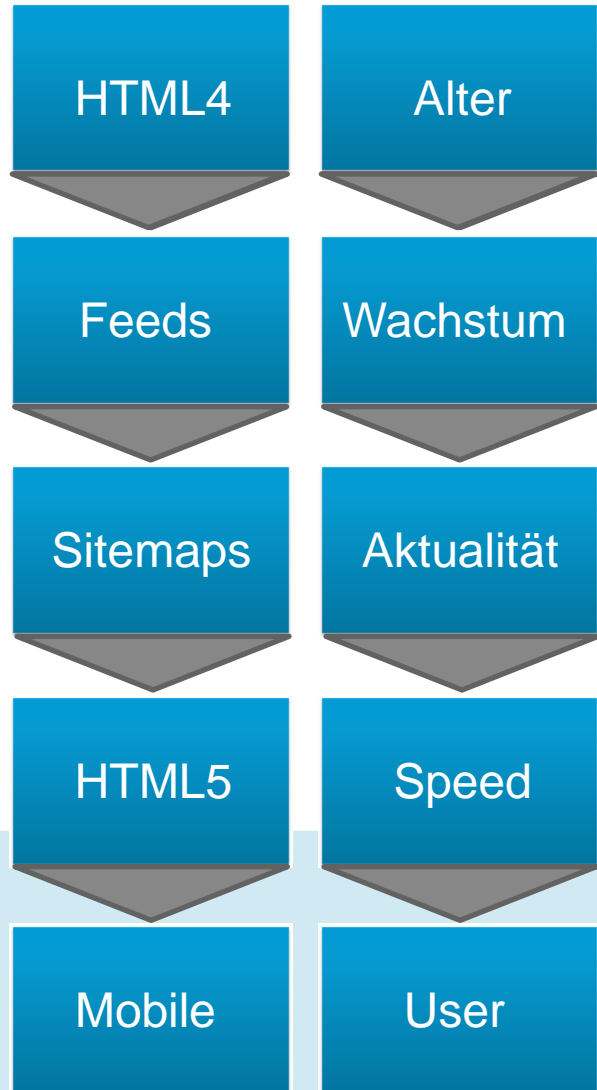 HTML4
Feeds
Sitemaps
HTML5
Mobile
Alter
Wachstum
Aktualität
Speed
User